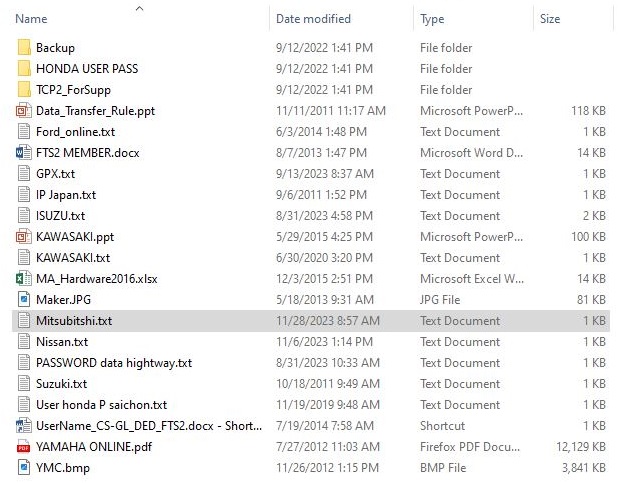 Name Date modified Type Size
Backup 9/12/2022 1:41 PM File folder
HONDA USER PASS 9/12/2022 1:41 PM File folder
TCP2_ForSupp 9/12/2022 1:41 PM File folder
Data_Transfer_Rule.ppt 11/11/2011 11:17 AM Microsoft PowerP... 118 KB
Ford_online.txt 6/3/2014 1:48 PM Text Document 1 KB
FTS2 MEMBER.docx 8/7/2013 1:47 PM Microsoft Word D... 14 KB
GPX.txt 9/13/2023 8:37 AM Text Document 1 KB
IP Japan.txt 9/6/2011 1:52 PM Text Document 1 KB
ISUZU.txt 8/31/2023 4:58 PM Text Document 2 KB
KAWASAKI.ppt 5/29/2015 4:25 PM Microsoft PowerP... 100 KB
KAWASAKI.txt 6/30/2020 3:20 PM Text Document 1 KB
MA_Hardware2016.xlsx 12/3/2015 2:51 PM Microsoft Excel W... 14 KB
Maker.JPG 5/18/2013 9:31 AM JPG File 81 KB
Mitsubitshi.txt 11/28/2023 8:57 AM Text Document 1 KB
Nissan.txt 11/6/2023 1:14 PM Text Document 1 KB
PASSWORD data hightway.txt 8/31/2023 10:33 AM Text Document 1 KB
Suzuki.txt 10/18/2011 9:49 AM Text Document 1 KB
User honda P saichon.txt 11/19/2019 9:48 AM Text Document 1 KB
UserName_CS-GL_DED_FTS2.docx - Short... 7/19/2014 7:58 AM Shortcut 1 KB
YAMAHA ONLINE.pdf 7/27/2012 11:03 AM Firefox PDF Docu... 12,129 KB
YMC.bmp 11/26/2012 1:15 PM BMP File 3,841 KB